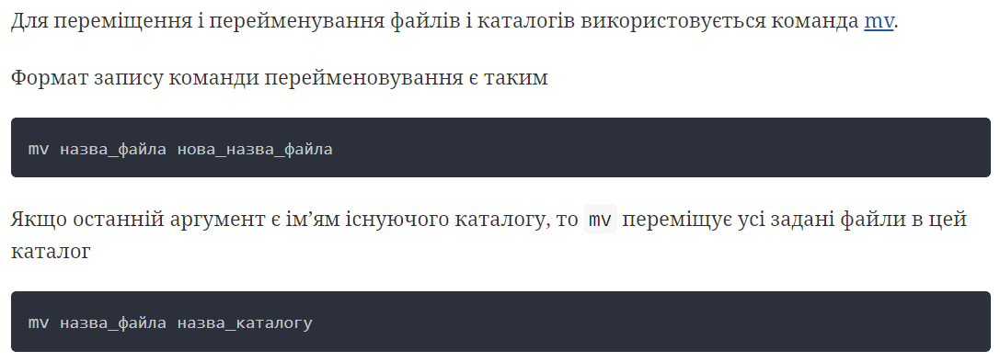 Для переміщення і перейменування файлів і каталогів використовується команда mv.
Формат запису команди перейменовування є таким
mv назва_файла нова_назва_файла
Якщо останній аргумент є ім’ям існуючого каталогу, то mv переміщує усі задані файли в цей
каталог
mv назва_файла назва_каталогу